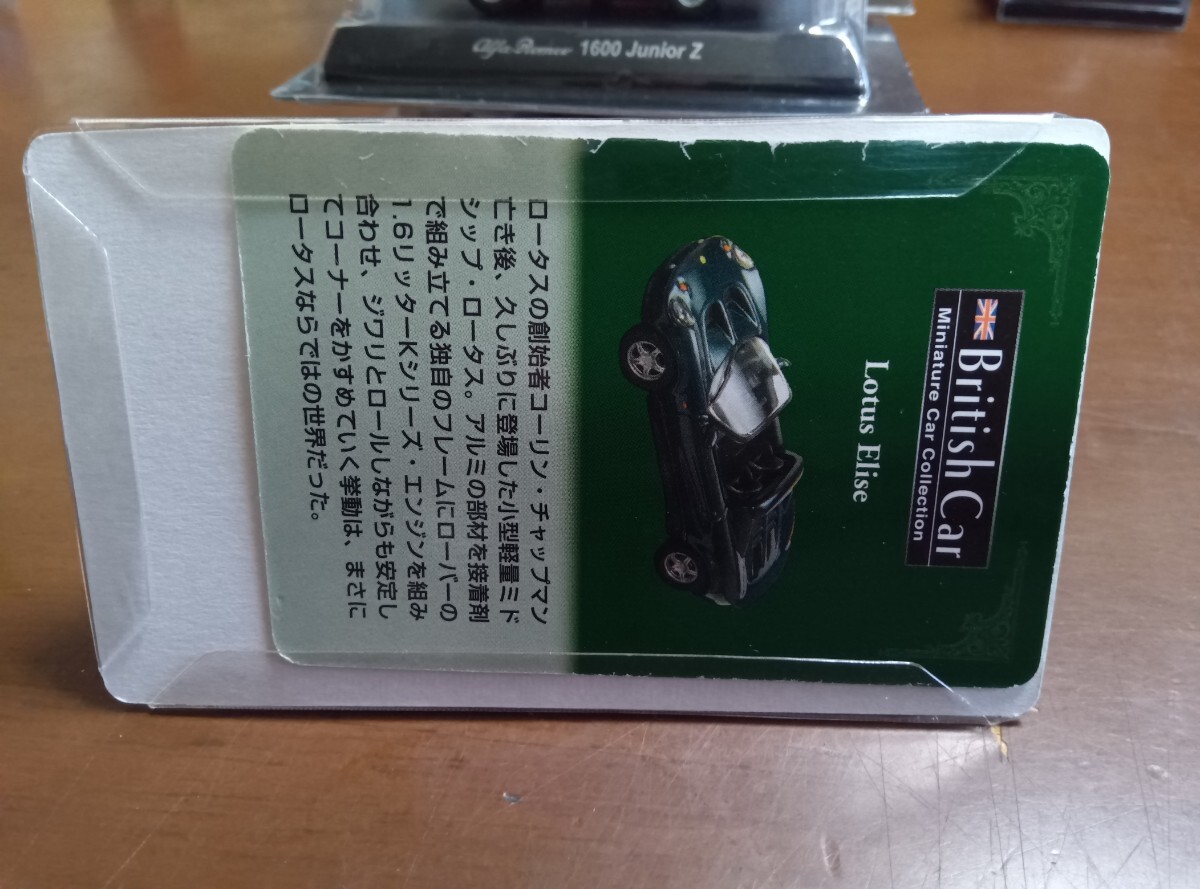 Alfa Romeo 1600 Junior Z
British Car
Miniature Car Collection
Lotus Elise
ロータスの創始者コーリン・チャップマン
亡き後、久しぶりに登場した小型軽量ミド
シップ・ロータス。アルミの部材を接着剤
で組み立てる独自のフレームにローバーの
1.6リッターKシリーズ・エンジンを組み
合わせ、ジワリとロールしながらも安定し
てコーナーをかすめていく挙動は、まさに
ロータスならではの世界だった。